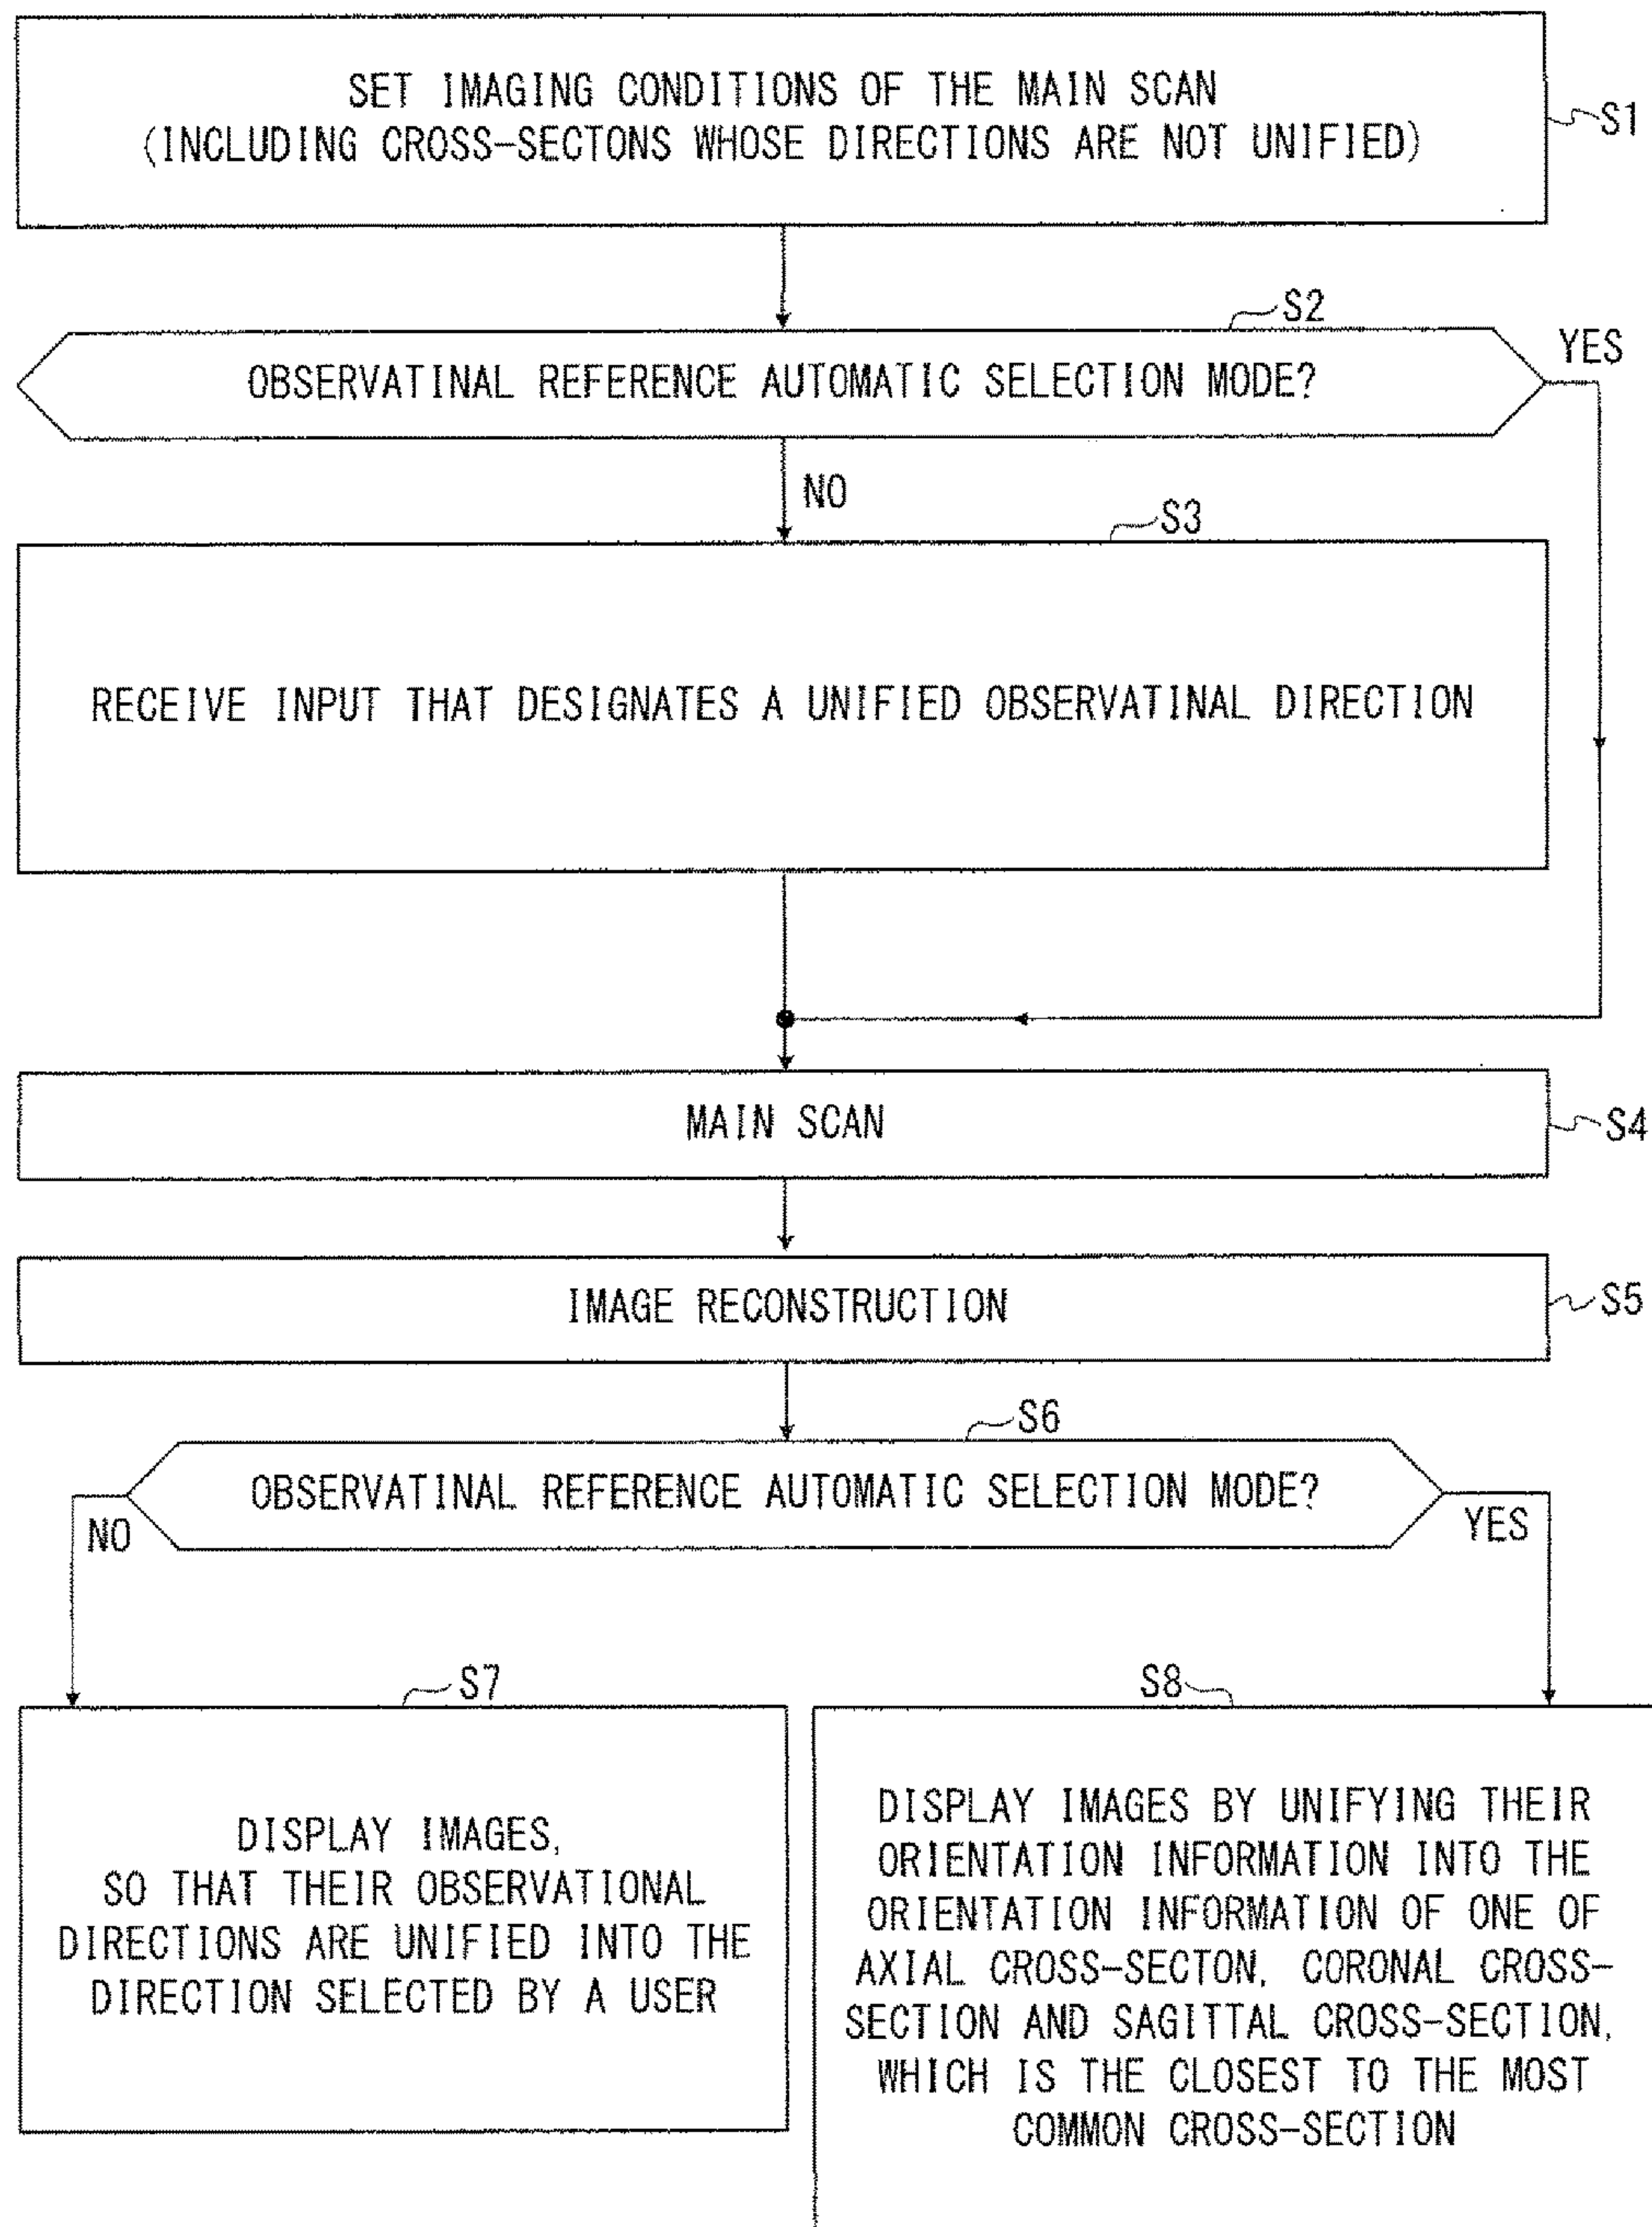 SET IMAGING CONDITIONS OF THE MAIN SCAN
(INCLUDING CROSS-SECTONS WHOSE DIRECTIONS ARE NOT UNIFIED)
S1
S2
OBSERVATINAL REFERENCE AUTOMATIC SELECTION MODE?
YES
NO
S3
RECEIVE INPUT THAT DESIGNATES A UNIFIED OBSERVATINAL DIRECTION
MAIN SCAN
S4
IMAGE RECONSTRUCTION
S5
S6
OBSERVATINAL REFERENCE AUTOMATIC SELECTION MODE?
NO
YES
S7
DISPLAY IMAGES,
SO THAT THEIR OBSERVATIONAL
DIRECTIONS ARE UNIFIED INTO THE
DIRECTION SELECTED BY A USER
S8
DISPLAY IMAGES BY UNIFYING THEIR
ORIENTATION INFORMATION INTO THE
ORIENTATION INFORMATION OF ONE OF
AXIAL CROSS-SECTON, CORONAL CROSS-
SECTION AND SAGITTAL CROSS-SECTION,
WHICH IS THE CLOSEST TO THE MOST
COMMON CROSS-SECTION